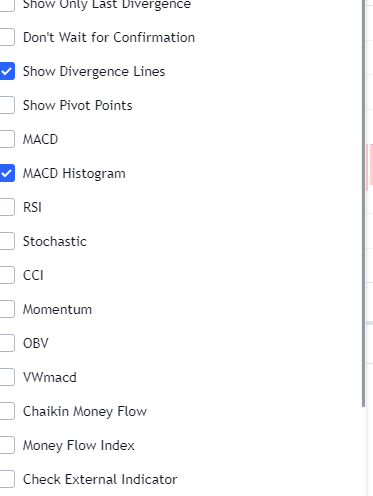 Show Only Last Divergence
Don't Wait for Confirmation
Show Divergence Lines
Show Pivot Points
MACD
MACD Histogram
RSI
Stochastic
CCI
Momentum
OBV
VWmacd
Chaikin Money Flow
Money Flow Index
Check External Indicator